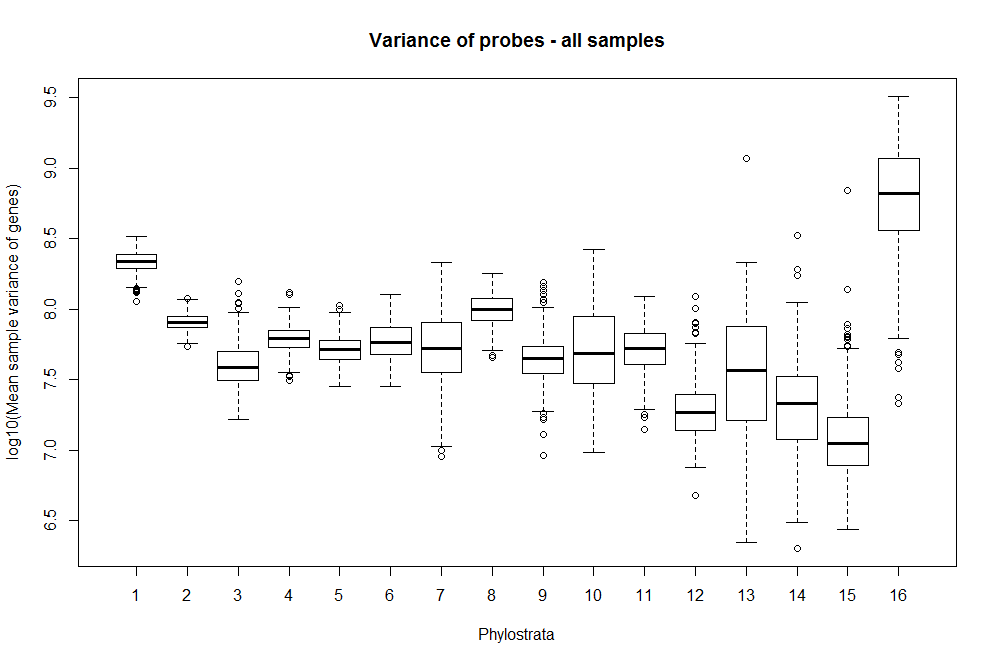 Variance of probes - all samples
log10(Mean sample variance of genes)
9.5
9.0
8.5
8.0
7.5
7.0
6.5
1 2 3 4 5 6 7 8 9 10 11 12 13 14 15 16
Phylostrata